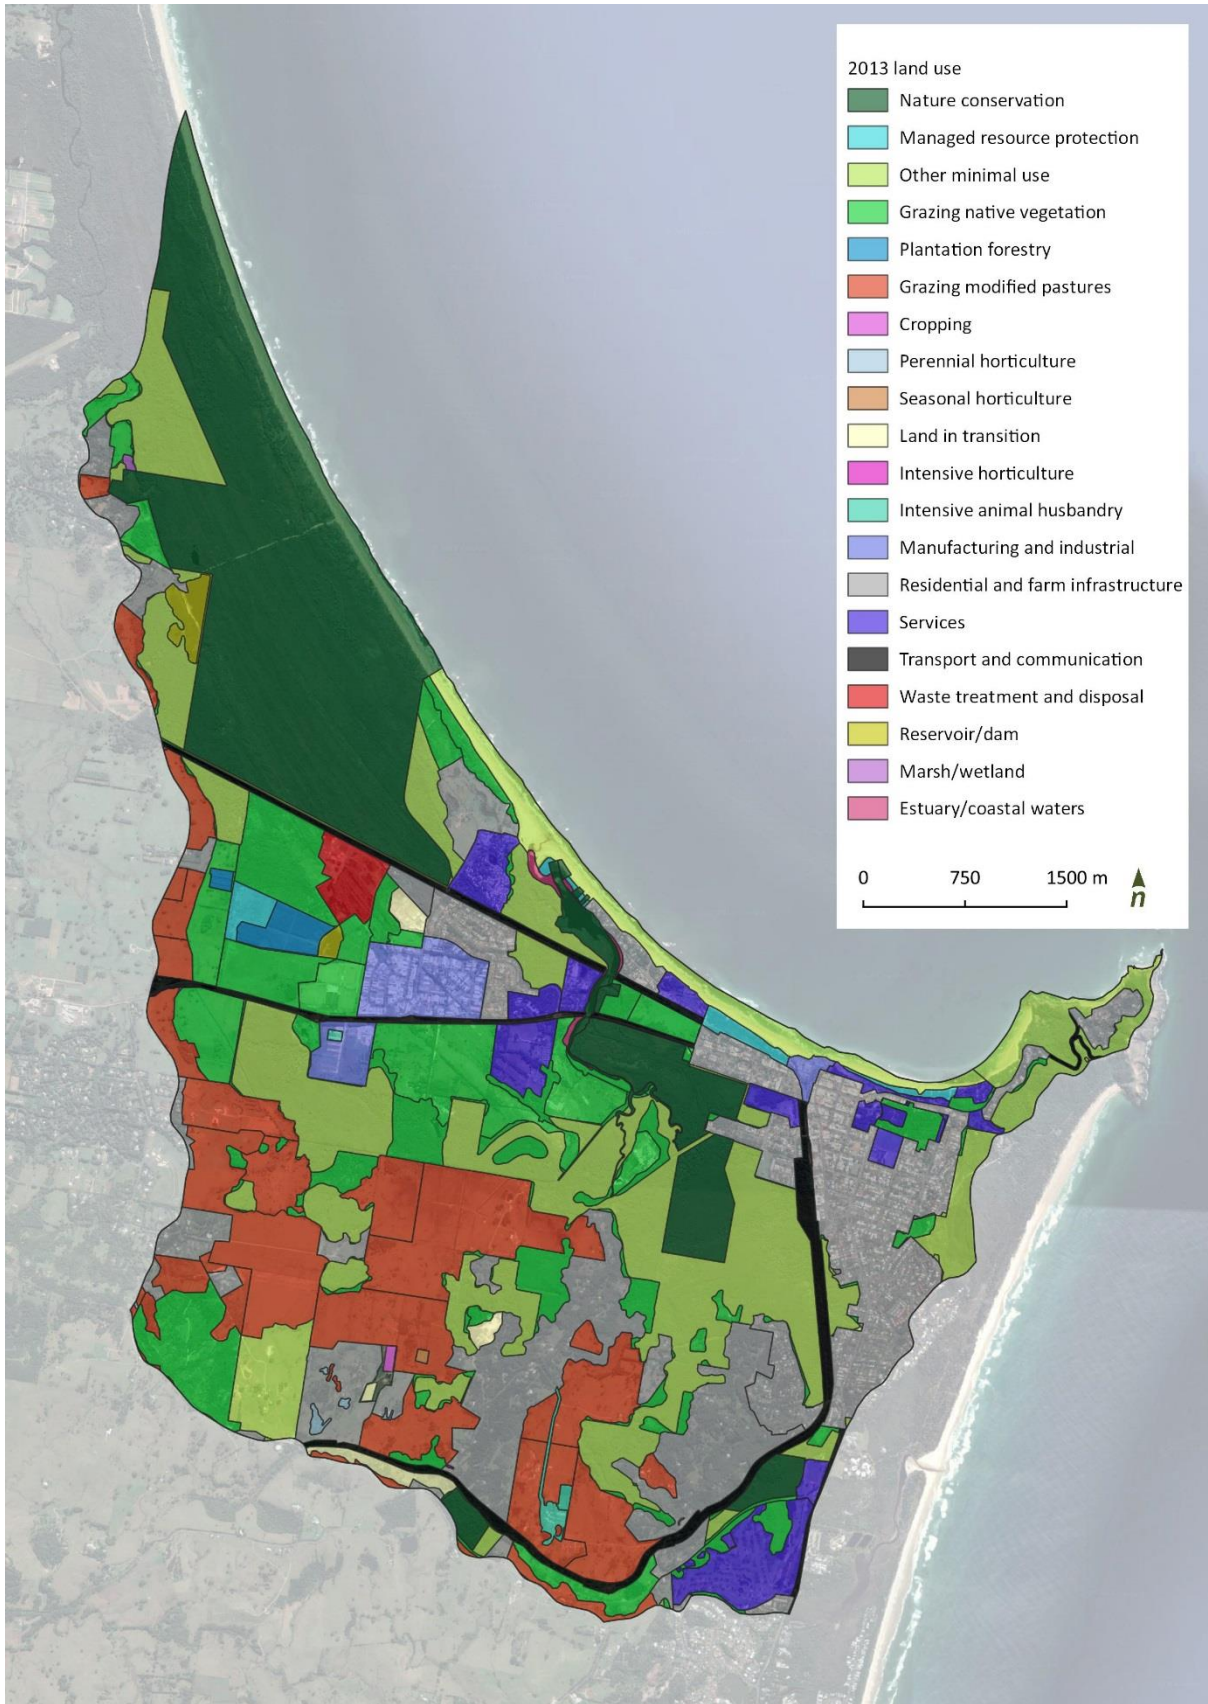 2013 land use
Nature conservation
Managed resource protection
Other minimal use
Grazing native vegetation
Plantation forestry
Grazing modified pastures
Cropping
Perennial horticulture
Seasonal horticulture
Land in transition
Intensive horticulture
Intensive animal husbandry
Manufacturing and industrial
Residential and farm infrastructure
Services
Transport and communication
Waste treatment and disposal
Reservoir/dam
Marsh/wetland
Estuary/coastal waters
0 750 1500 m
n